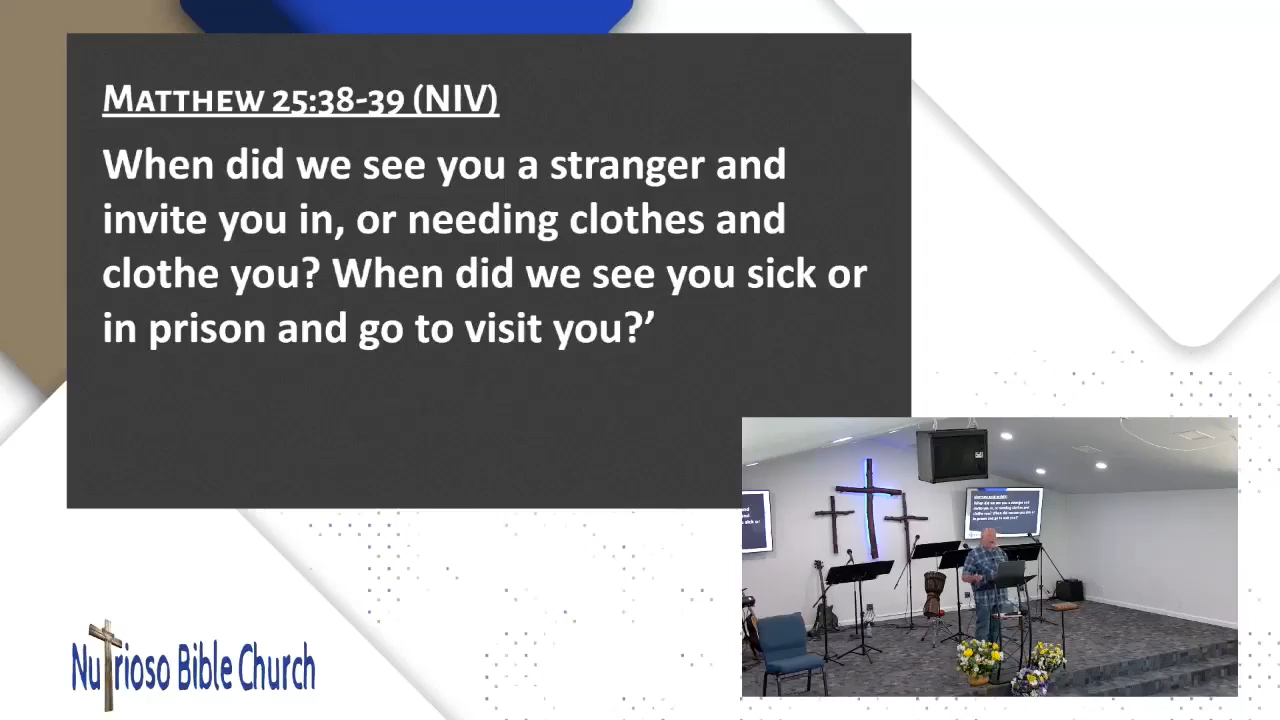 Matthew 25:38-39 (NIV)
When did we see you a stranger and
invite you in, or needing clothes and
clothe you? When did we see you sick or
in prison and go to visit you?’
Nutrioso Bible Church